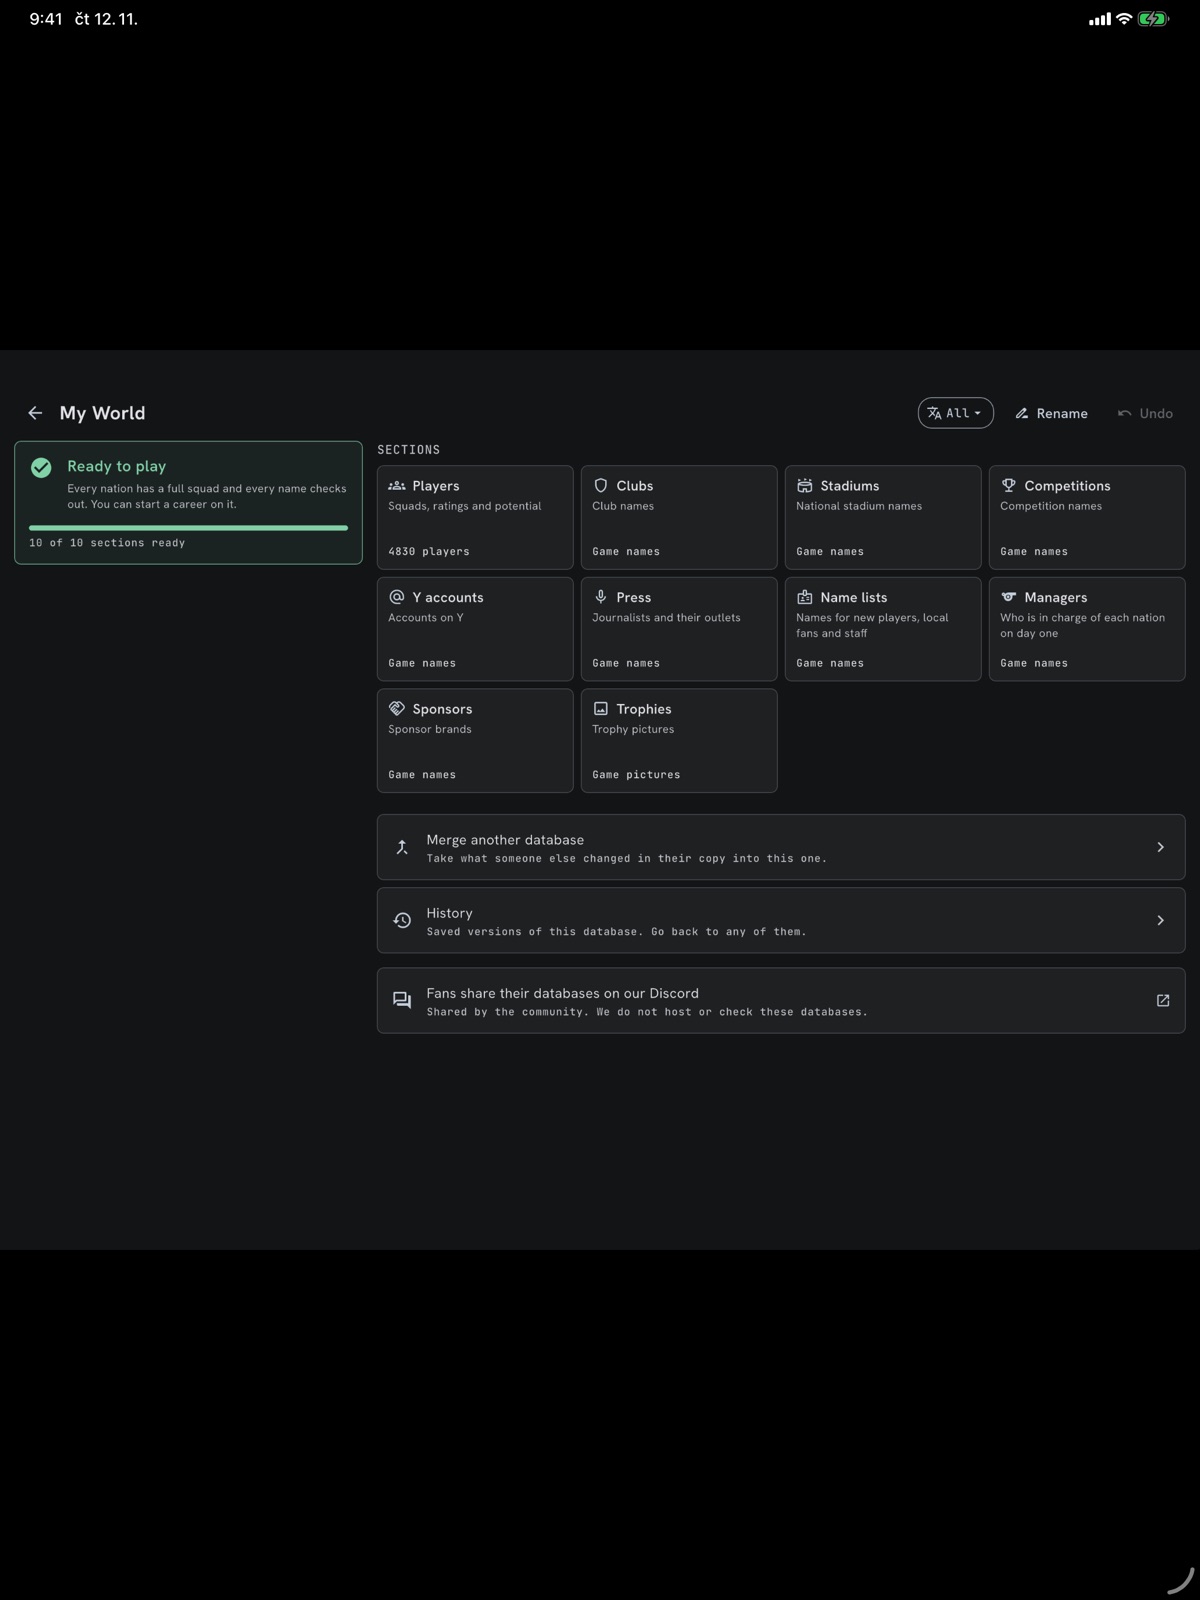 9:41 čt 12. 11.
My World
All
Rename
Undo
Ready to play
Every nation has a full squad and every name checks
out. You can start a career on it.
10 of 10 sections ready
SECTIONS
Players
Squads, ratings and potential
4830 players
Clubs
Club names
Game names
Stadiums
National stadium names
Game names
Competitions
Competition names
Game names
Y accounts
Accounts on Y
Game names
Press
Journalists and their outlets
Game names
Name lists
Names for new players, local
fans and staff
Game names
Managers
Who is in charge of each nation
on day one
Game names
Sponsors
Sponsor brands
Game names
Trophies
Trophy pictures
Game pictures
Merge another database
Take what someone else changed in their copy into this one.
History
Saved versions of this database. Go back to any of them.
Fans share their databases on our Discord
Shared by the community. We do not host or check these databases.